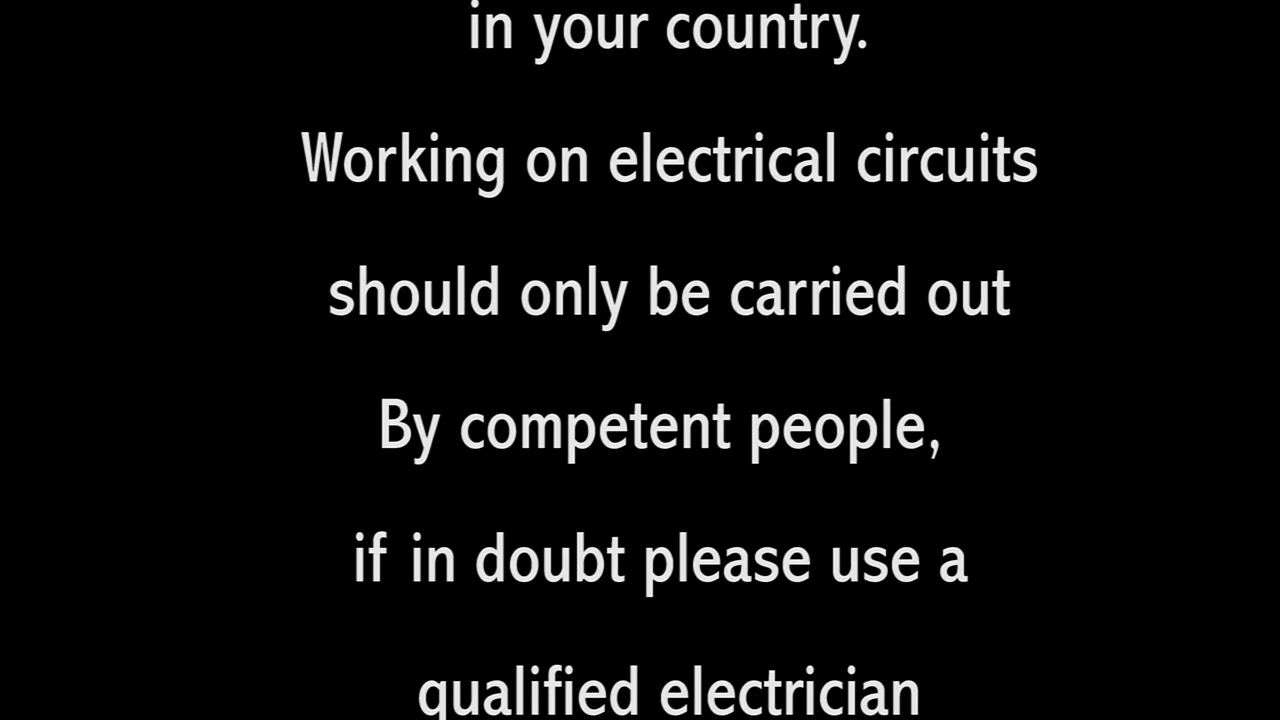 in your country.
Working on electrical circuits
should only be carried out
By competent people,
if in doubt please use a
qualified electrician